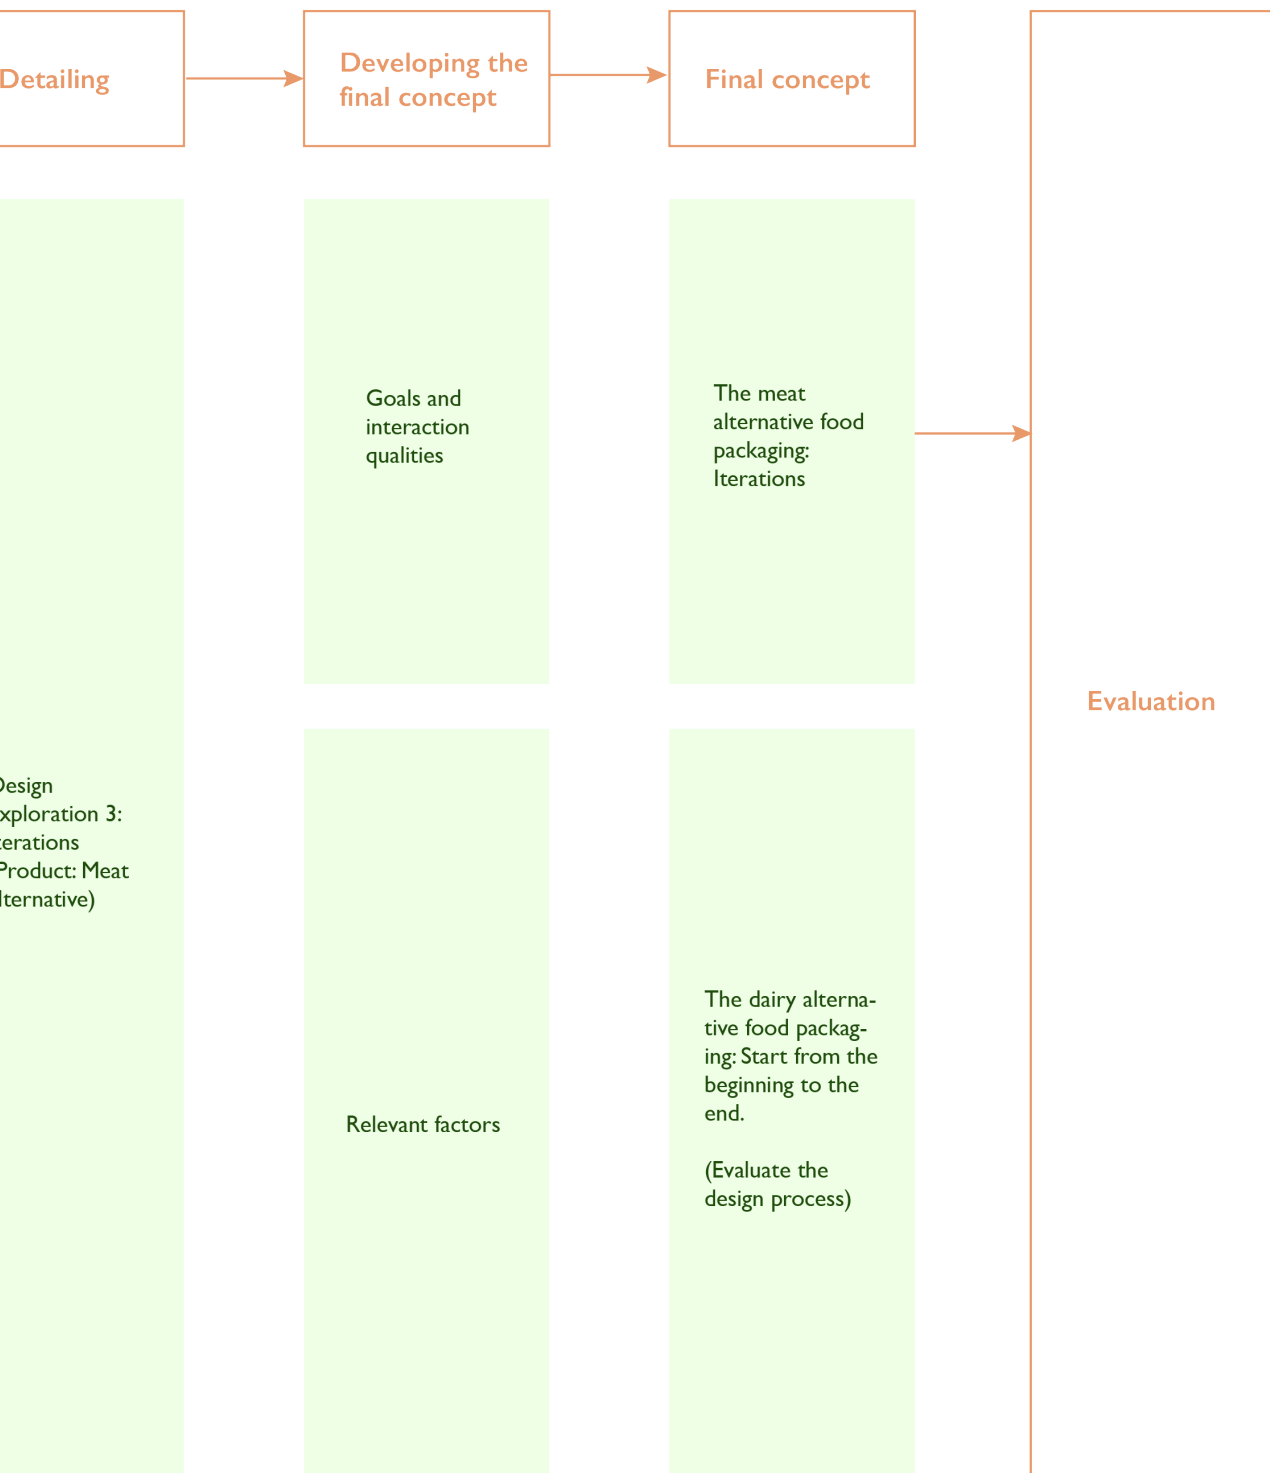 Detailing
Developing the
final concept
Final concept
Goals and
interaction
qualities
The meat
alternative food
packaging:
Iterations
Evaluation
Design
xploration 3:
terations
Product: Meat
lternative)
The dairy alterna-
tive food packag-
ing: Start from the
beginning to the
end.
Relevant factors
(Evaluate the
design process)